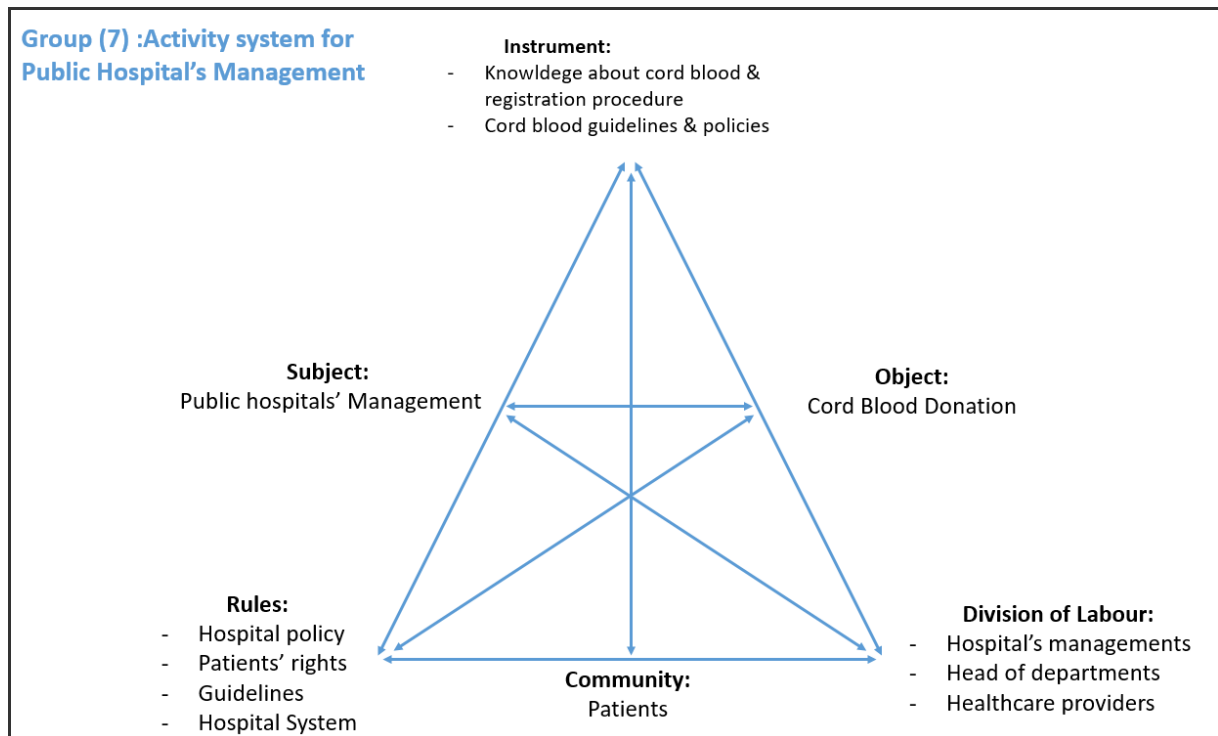 Group (7) :Activity system for
Public Hospital's Management
Instrument:
- Knowldege about cord blood &
registration procedure
- Cord blood guidelines & policies
Subject:
Public hospitals' Management
Object:
Cord Blood Donation
Rules:
- Hospital policy
- Patients' rights
- Guidelines
- Hospital System
Community:
Patients
Division of Labour:
- Hospital's managements
- Head of departments
- Healthcare providers